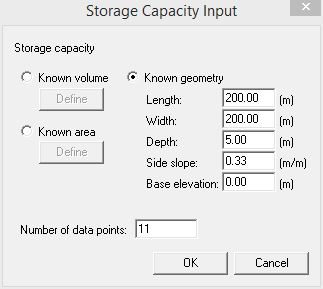 Storage Capacity Input
Storage capacity
Known volume
Define
Known area
Define
Known geometry
Length: 200.00 (m)
Width: 200.00 (m)
Depth: 5.00 (m)
Side slope: 0.33 (m/m)
Base elevation: 0.00 (m)
Number of data points: 11
OK Cancel